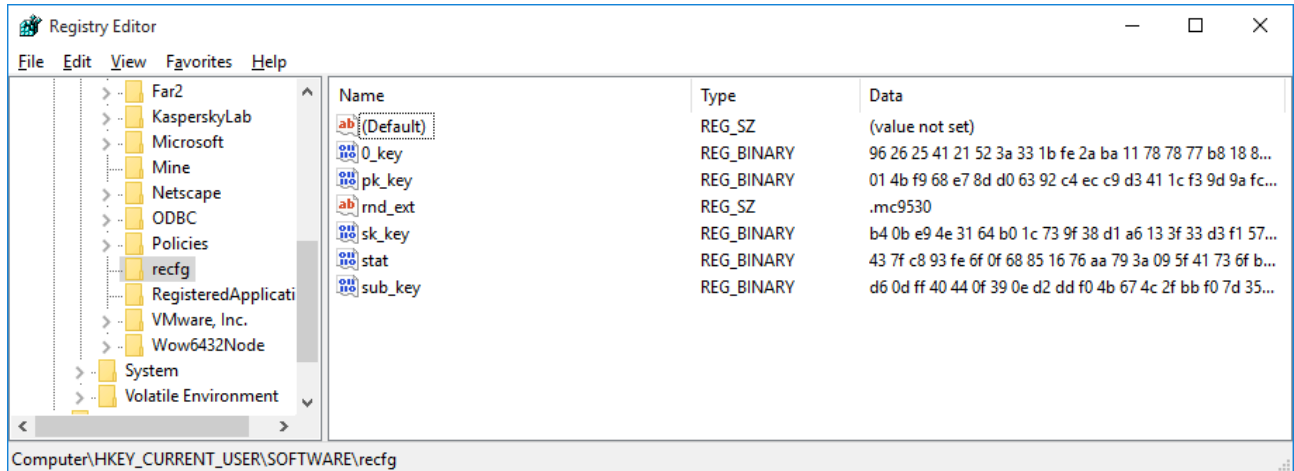 Registry Editor
File Edit View Favorites Help
Far2
KasperskyLab
Microsoft
Mine
Netscape
ODBC
Policies
recfg
RegisteredApplicati
VMware, Inc.
Wow6432Node
System
Volatile Environment
Name Type Data
(Default) REG_SZ (value not set)
0_key REG_BINARY 96 26 25 41 21 52 3a 33 1b fe 2a ba 11 78 78 77 b8 18 8...
pk_key REG_BINARY 01 4b f9 68 e7 8d d0 63 92 c4 ec c9 d3 41 1c f3 9d 9a fc...
rnd_ext REG_SZ .mc9530
sk_key REG_BINARY b4 0b e9 4e 31 64 b0 1c 73 9f 38 d1 a6 13 3f 33 d3 f1 57...
stat REG_BINARY 43 7f c8 93 fe 6f 0f 68 85 16 76 aa 79 3a 09 5f 41 73 6f b...
sub_key REG_BINARY d6 0d ff 40 44 0f 39 0e d2 dd f0 4b 67 4c 2f bb f0 7d 35...
Computer\HKEY_CURRENT_USER\SOFTWARE\recfg